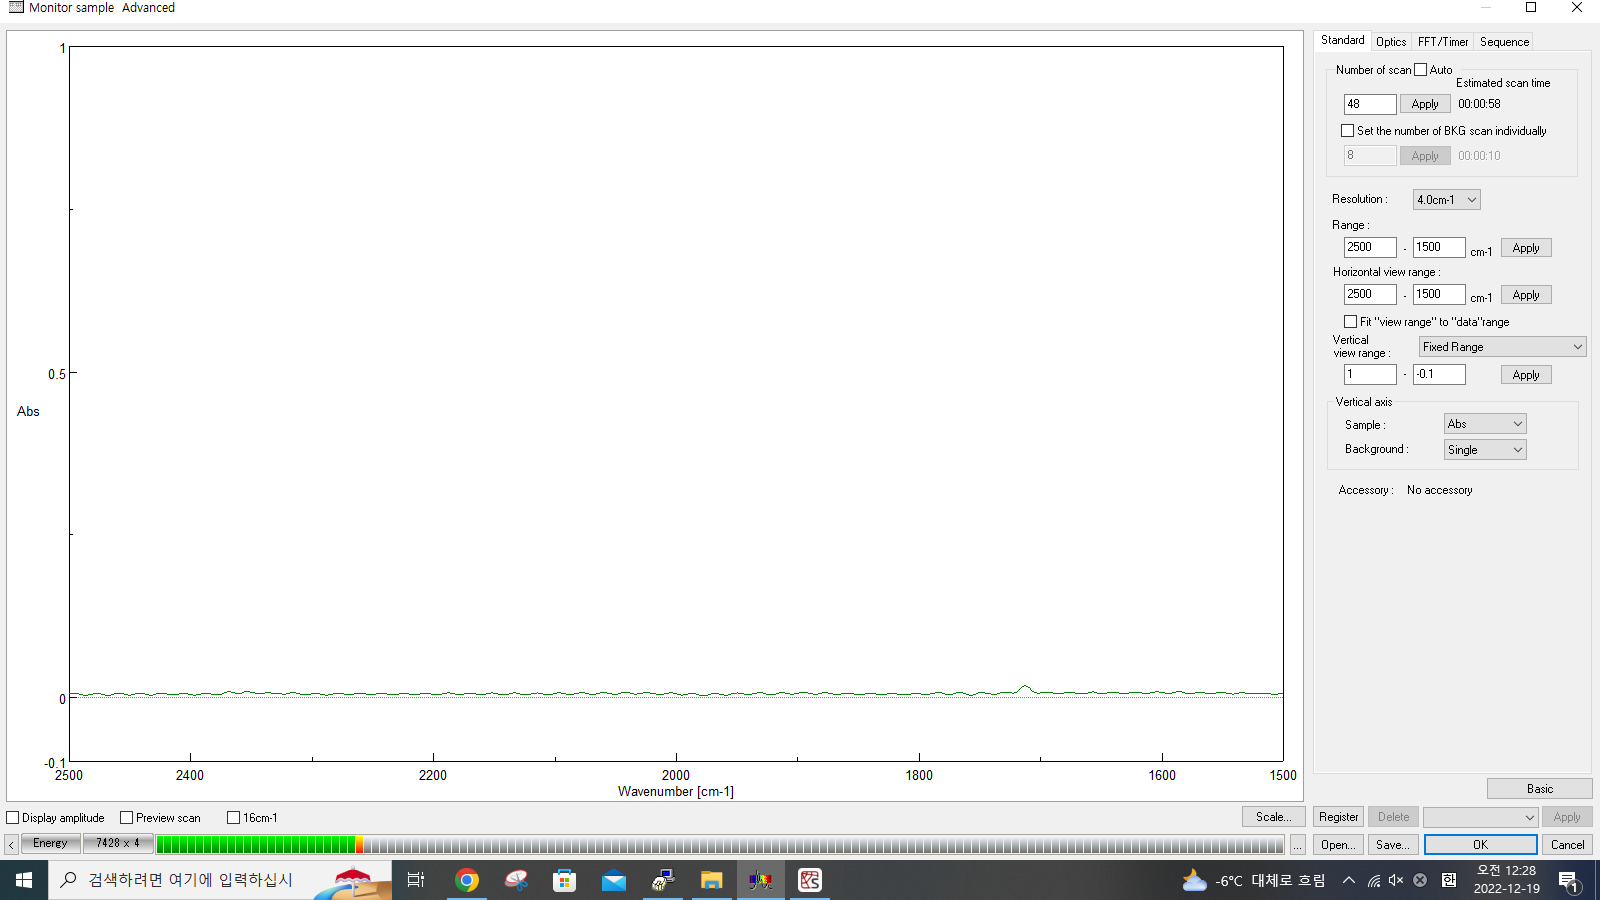 Monitor sample Advanced
1
0.5
Abs
0
-0.1
2500 2400 2200 2000 1800 1600 1500
Wavenumber [cm-1]
Standard Optics FFT/Timer Sequence
Number of scan Auto
Estimated scan time
48 Apply 00:00:58
Set the number of BKG scan individually
8 Apply 00:00:10
Resolution : 4.0cm-1
Range :
2500 - 1500 cm-1 Apply
Horizontal view range :
2500 - 1500 cm-1 Apply
Fit "view range" to "data"range
Vertical
view range : Fixed Range
1 - -0.1 Apply
Vertical axis
Sample : Abs
Background : Single
Accessory : No accessory
Basic
Display amplitude Preview scan 16cm-1 Scale... Register Delete Apply
< Energy 7428 x 4 ... Open... Save... OK Cancel
검색하려면 여기에 입력하십시
-6°C 대체로 흐림 한
오전 12:28
2022-12-19
1